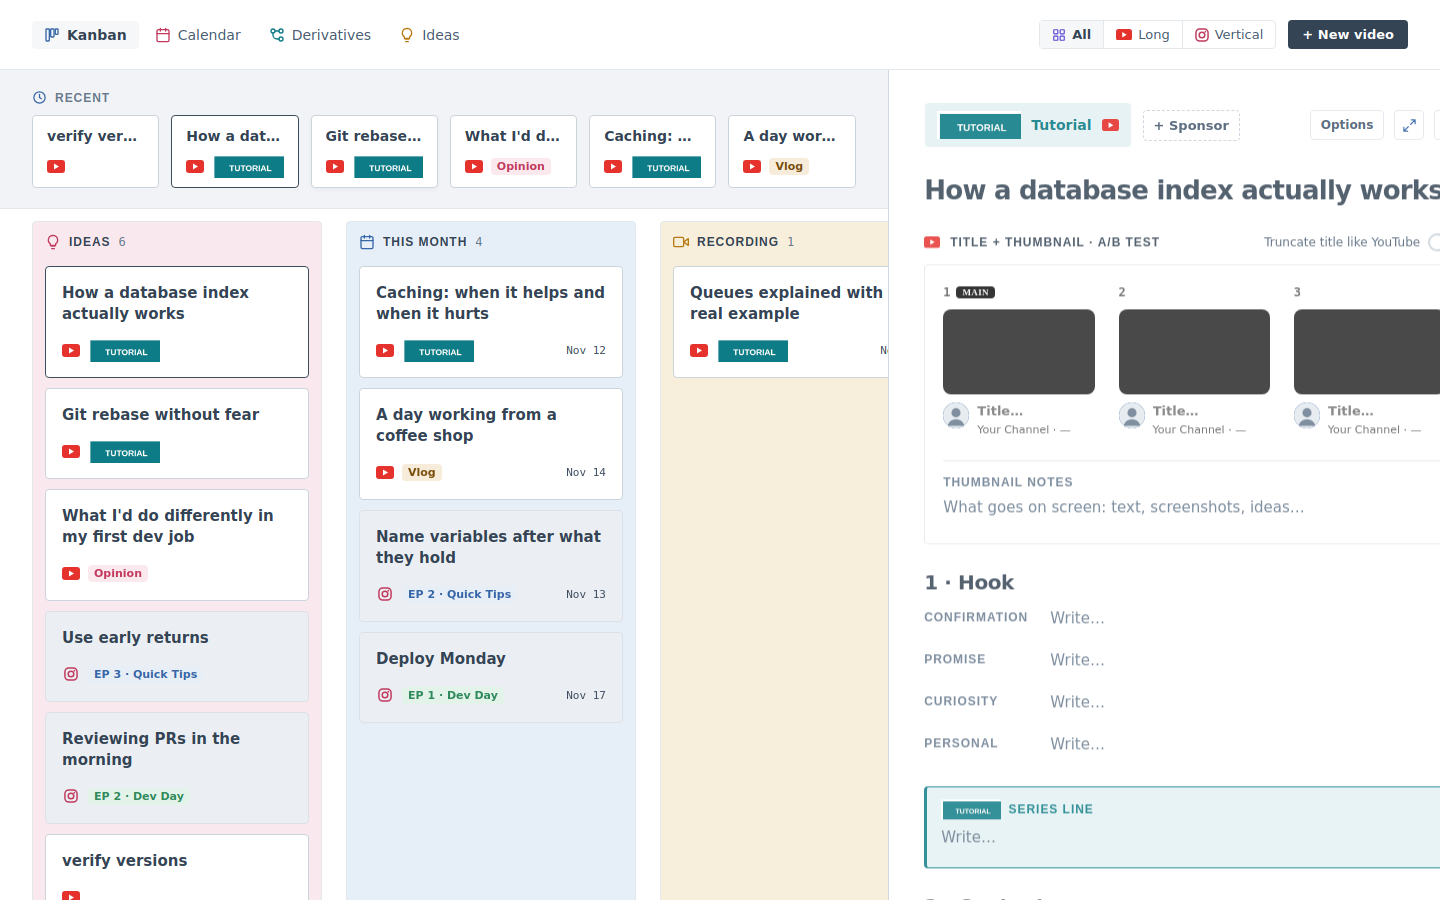 Kanban
Calendar
Derivatives
Ideas
All
Long
Vertical
+ New video
RECENT
verify ver...
How a dat...
TUTORIAL
Git rebase...
TUTORIAL
What I'd d...
Opinion
Caching: ...
TUTORIAL
A day wor...
Vlog
IDEAS 6
How a database index
actually works
TUTORIAL
Git rebase without fear
TUTORIAL
What I'd do differently in
my first dev job
Opinion
Use early returns
EP 3 · Quick Tips
Reviewing PRs in the
morning
EP 2 · Dev Day
verify versions
THIS MONTH 4
Caching: when it helps and
when it hurts
TUTORIAL Nov 12
A day working from a
coffee shop
Vlog Nov 14
Name variables after what
they hold
EP 2 · Quick Tips Nov 13
Deploy Monday
EP 1 · Dev Day Nov 17
RECORDING 1
Queues explained with
real example
TUTORIAL
TUTORIAL Tutorial
+ Sponsor
Options
How a database index actually works
TITLE + THUMBNAIL · A/B TEST
Truncate title like YouTube
1 MAIN
Title...
Your Channel · —
2
Title...
Your Channel · —
3
Title...
Your Channel · —
THUMBNAIL NOTES
What goes on screen: text, screenshots, ideas...
1 · Hook
CONFIRMATION Write...
PROMISE Write...
CURIOSITY Write...
PERSONAL Write...
TUTORIAL SERIES LINE
Write...